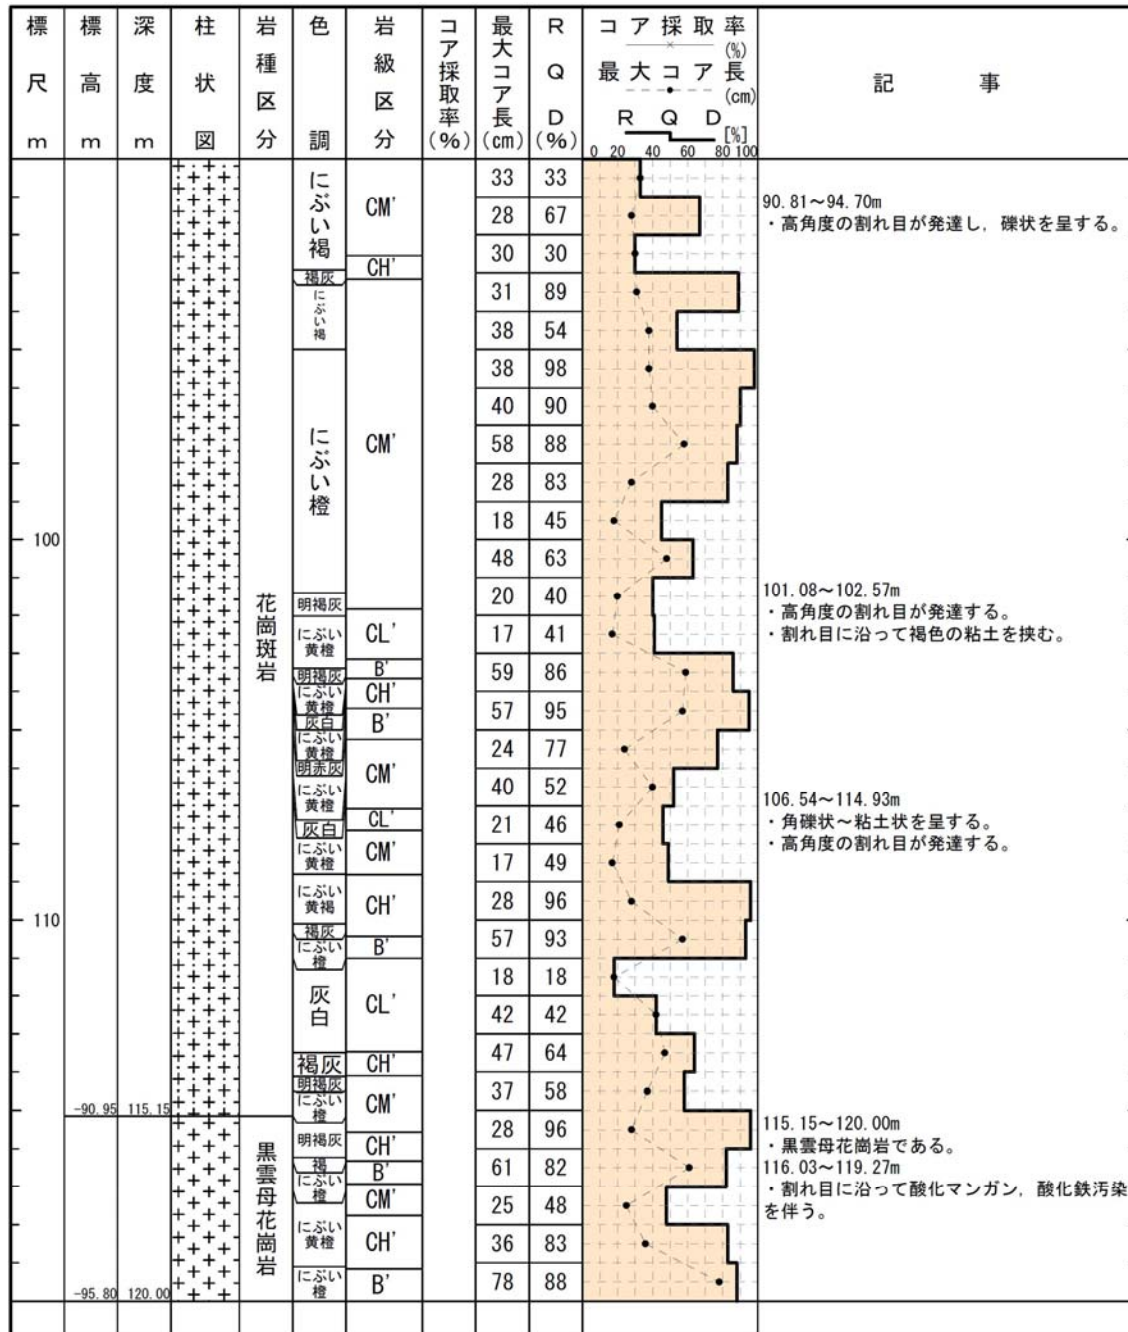 標尺m
標高m
深度m
柱状図
岩種区分
色調
岩級区分
コア採取率(%)
最大コア長(cm)
RQD(%)
コア採取率
(%)
最大コア長
(cm)
RQD
[%]
0 20 40 60 80 100
記事
100
110
-90.95 115.15
-95.80 120.00
花崗斑岩
黒雲母花崗岩
にぶい褐
褐灰
にぶい褐
にぶい橙
明褐灰
にぶい
黄橙
明褐灰
にぶい
黄橙
灰白
にぶい
黄橙
明赤灰
にぶい
黄橙
灰白
にぶい
黄橙
にぶい
黄褐
褐灰
にぶい
橙
灰白
褐灰
明褐灰
にぶい
橙
明褐灰
褐
にぶい
橙
にぶい
黄橙
にぶい
橙
CM'
CH'
CM'
CL'
B'
CH'
B'
CM'
CL'
CM'
CH'
B'
CL'
CH'
CM'
CH'
B'
CM'
CH'
B'
33 33
28 67
30 30
31 89
38 54
38 98
40 90
58 88
28 83
18 45
48 63
20 40
17 41
59 86
57 95
24 77
40 52
21 46
17 49
28 96
57 93
18 18
42 42
47 64
37 58
28 96
61 82
25 48
36 83
78 88
90.81～94.70m
・高角度の割れ目が発達し，礫状を呈する。
101.08～102.57m
・高角度の割れ目が発達する。
・割れ目に沿って褐色の粘土を挟む。
106.54～114.93m
・角礫状～粘土状を呈する。
・高角度の割れ目が発達する。
115.15～120.00m
・黒雲母花崗岩である。
116.03～119.27m
・割れ目に沿って酸化マンガン，酸化鉄汚染
を伴う。